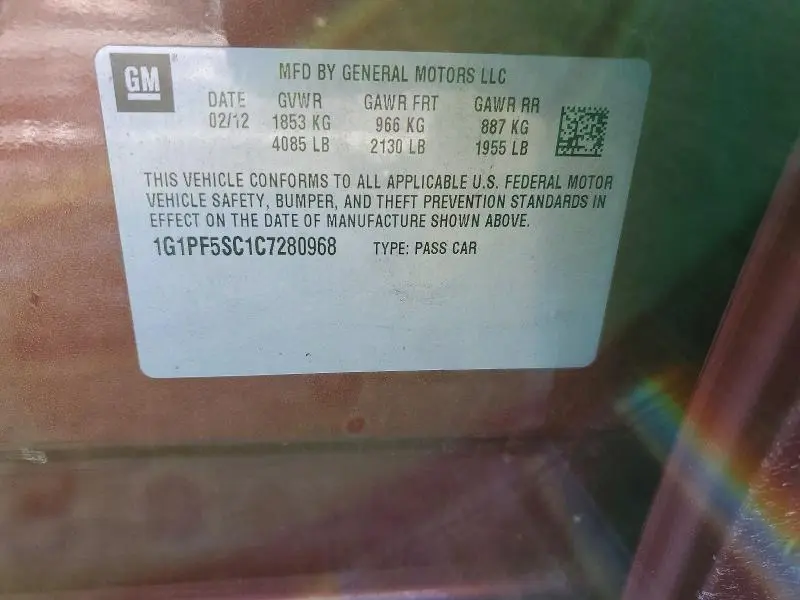 GM
MFD BY GENERAL MOTORS LLC
DATE GVWR GAWR FRT GAWR RR
02/12 1853 KG 966 KG 887 KG
4085 LB 2130 LB 1955 LB
THIS VEHICLE CONFORMS TO ALL APPLICABLE U.S. FEDERAL MOTOR
VEHICLE SAFETY, BUMPER, AND THEFT PREVENTION STANDARDS IN
EFFECT ON THE DATE OF MANUFACTURE SHOWN ABOVE.
1G1PF5SC1C7280968 TYPE: PASS CAR